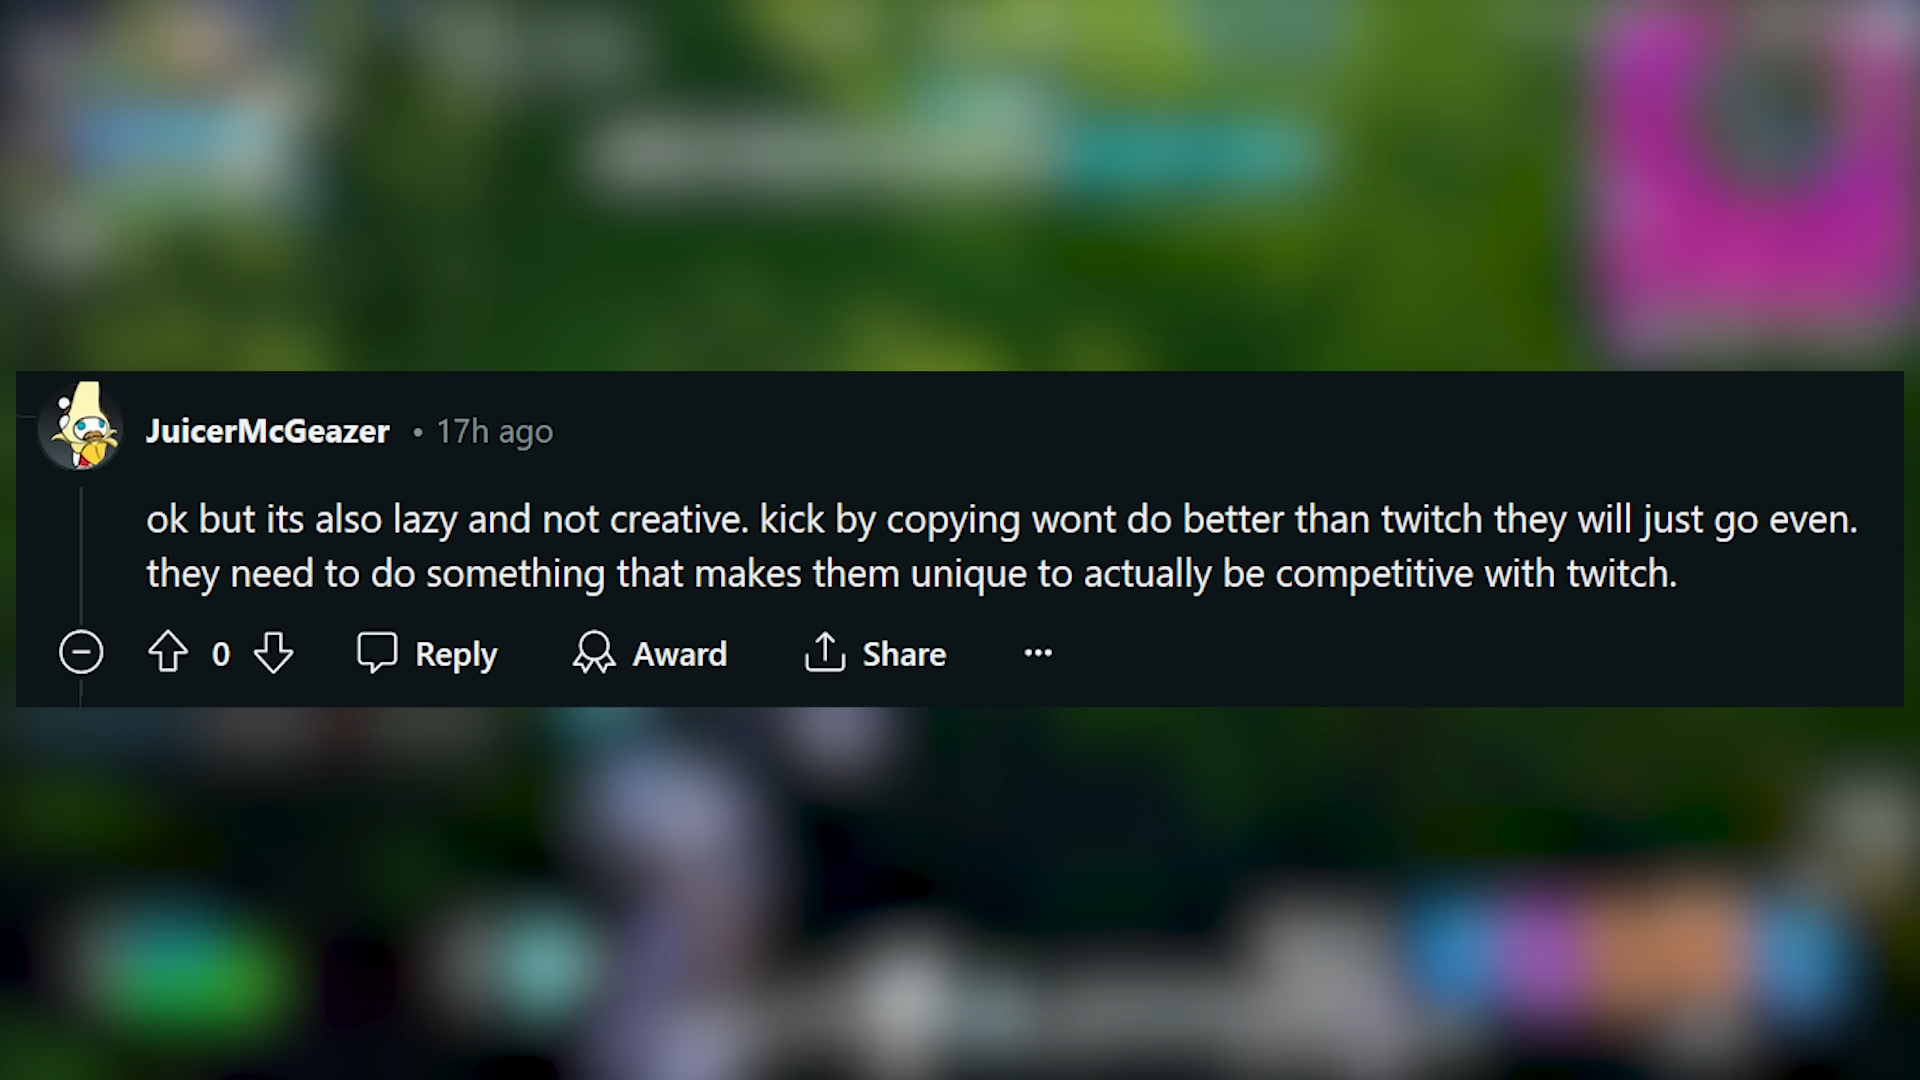 JuicerMcGeazer • 17h ago
ok but its also lazy and not creative. kick by copying wont do better than twitch they will just go even.
they need to do something that makes them unique to actually be competitive with twitch.
0 Reply Award Share ...